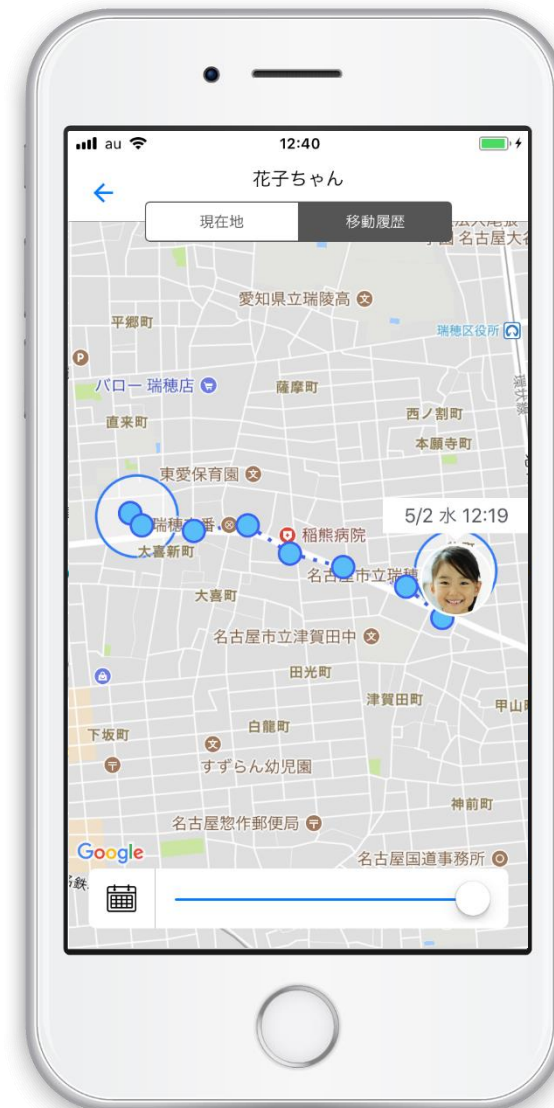 au 12:40
花子ちゃん
現在地 移動履歴
名古屋大
愛知県立瑞陵高
平郷町
瑞穂区役所
P
バロー 瑞穂店
薩摩町
環状線
直来町
西ノ割町
本願寺町
東愛保育園
5/2 水 12:19
瑞穂
稲熊病院
大喜新町
名古屋市立瑞穂
大喜町
名古屋市立津賀田中
田光町
津賀田町
甲山
下坂町
白龍町
すずらん幼児園
神前町
名古屋惣作郵便局
Google
名古屋国道事務所